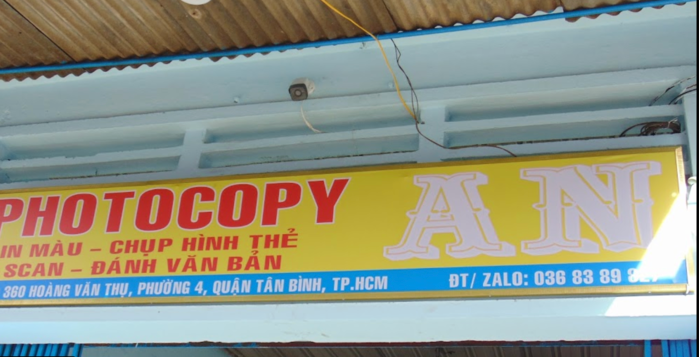 PHOTOCOPY AN
IN MÀU – CHỤP HÌNH THẺ
SCAN – ĐÁNH VĂN BẢN
360 HOÀNG VĂN THỤ, PHƯỜNG 4, QUẬN TÂN BÌNH, TP.HCM ĐT/ ZALO: 036 83 89